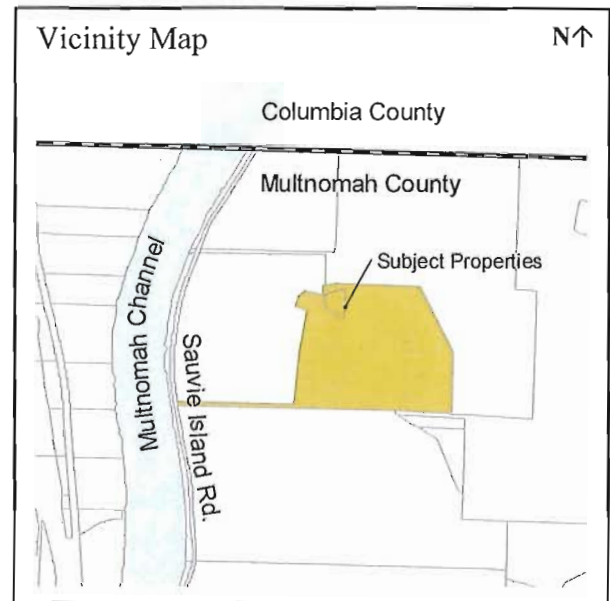 Vicinity Map
N↑
Columbia County
Multnomah County
Subject Properties
Multnomah Channel
Sauvie Island Rd.